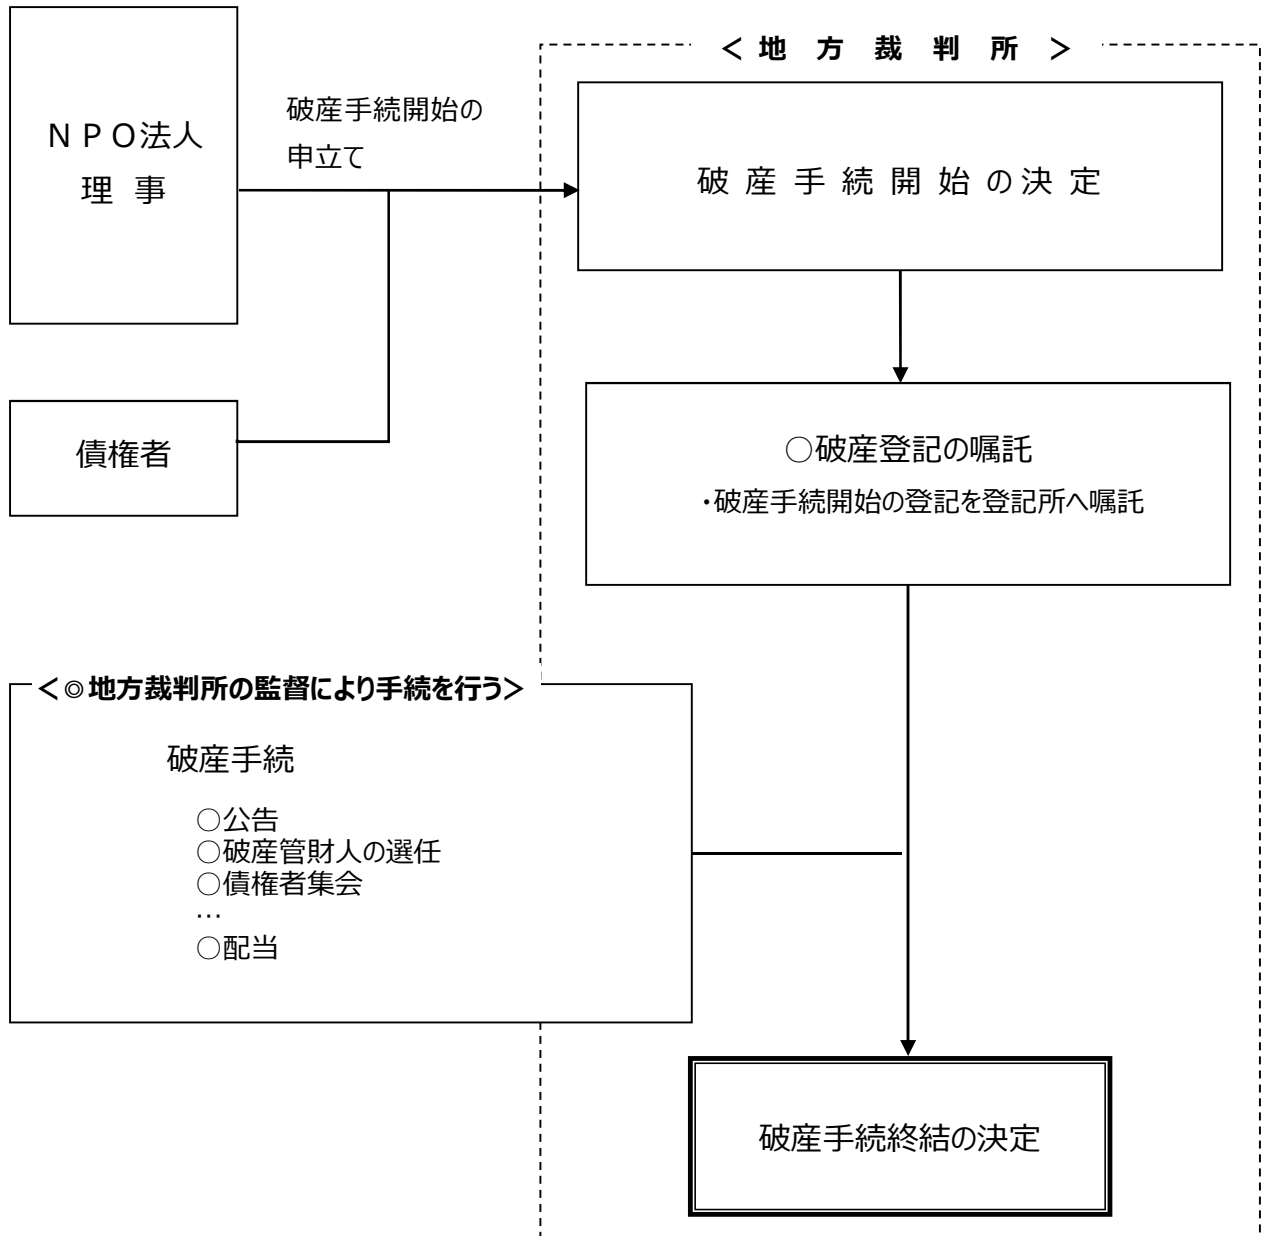 ＜ 地 方 裁 判 所 ＞
ＮＰＯ法人
理 事
破産手続開始の
申立て
破 産 手 続 開 始 の 決 定
債権者
○破産登記の嘱託
・破産手続開始の登記を登記所へ嘱託
＜◎地方裁判所の監督により手続を行う＞
破産手続
○公告
○破産管財人の選任
○債権者集会
…
○配当
破産手続終結の決定